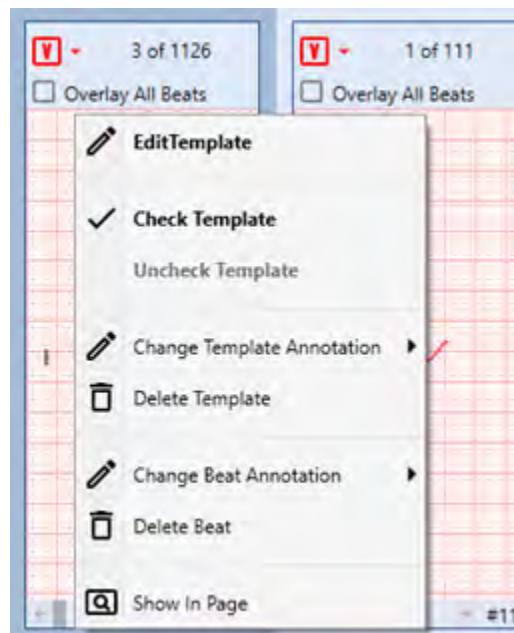 V 3 of 1126
Overlay All Beats
V 1 of 111
Overlay All Beats
EditTemplate
Check Template
Uncheck Template
Change Template Annotation
Delete Template
Change Beat Annotation
Delete Beat
Show In Page